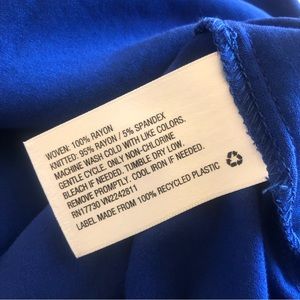 WOVEN: 100% RAYON
KNITTED: 95% RAYON / 5% SPANDEX
MACHINE WASH COLD WITH LIKE COLORS.
GENTLE CYCLE. ONLY NON-CHLORINE
BLEACH IF NEEDED. TUMBLE DRY LOW.
REMOVE PROMPTLY. COOL IRON IF NEEDED.
RN17730 VN2242811
LABEL MADE FROM 100% RECYCLED PLASTIC